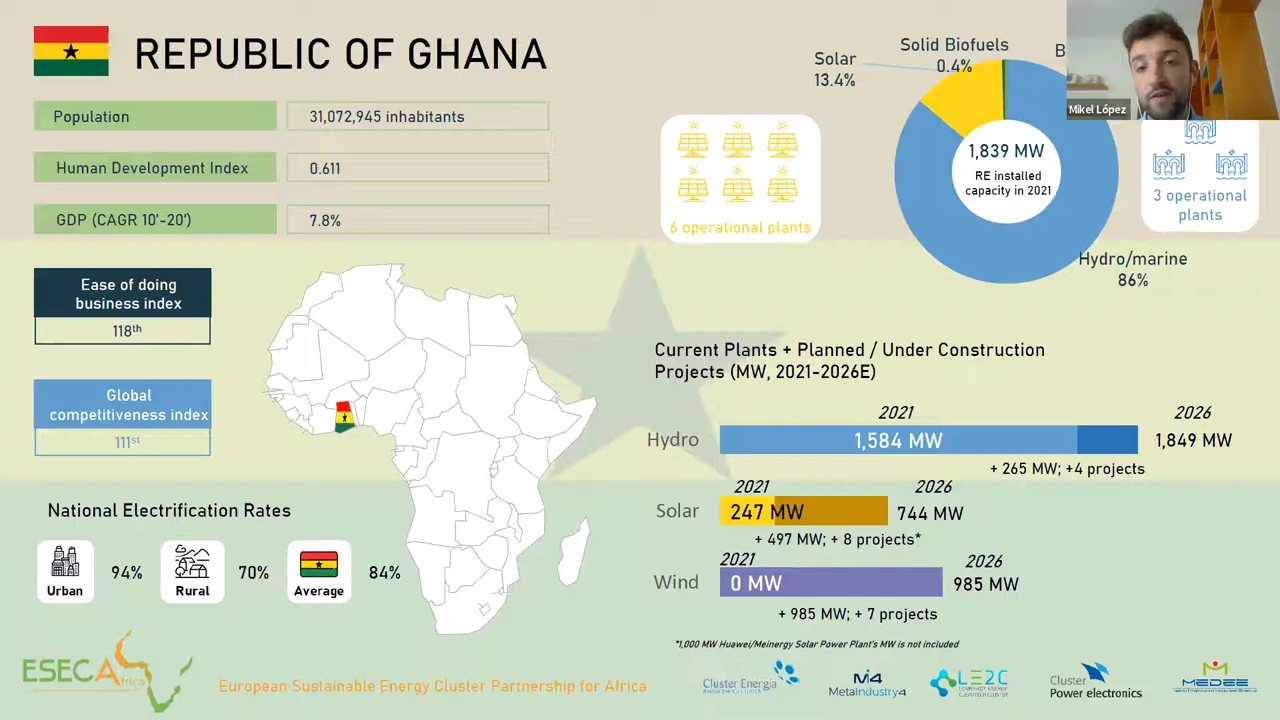 REPUBLIC OF GHANA
Population
31,072,945 inhabitants
Human Development Index
0.611
GDP (CAGR 10'-20')
7.8%
Ease of doing
business index
118th
Global
competitiveness index
111st
National Electrification Rates
Urban
94%
Rural
70%
Average
84%
Solar
13.4%
Solid Biofuels
0.4%
B
Mikel López
1,839 MW
RE installed
capacity in 2021
6 operational plants
3 operational
plants
Hydro/marine
86%
Current Plants + Planned / Under Construction
Projects (MW, 2021-2026E)
2021
2026
Hydro
1,584 MW
1,849 MW
+ 265 MW; +4 projects
2021
2026
Solar
247 MW
744 MW
+ 497 MW; + 8 projects*
2021
2026
Wind
0 MW
985 MW
+ 985 MW; + 7 projects
*1,000 MW Huawei/Meinergy Solar Power Plant's MW is not included
ESECA
frica
European Sustainable Energy Cluster Partnership for Africa
Cluster Energia
M4
MetaIndustry4
LE2C
LOMBARDY ENERGY
CLEANTECH CLUSTER
Cluster
Power electronics
MEDEE